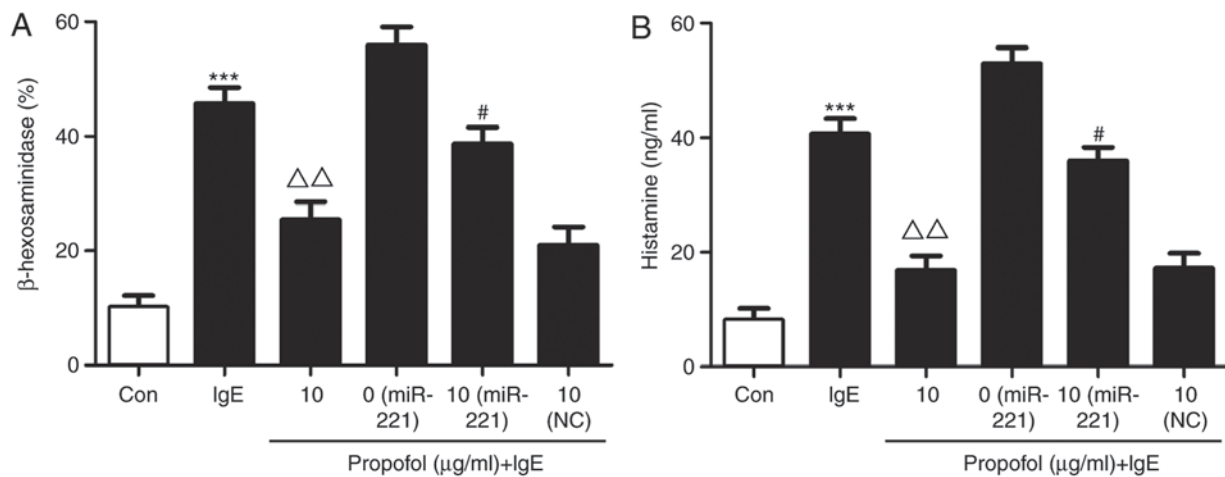 A
β-hexosaminidase (%)
60
40
20
0
***
△△
#
Con
IgE
10
0 (miR-
221)
10 (miR-
221)
10
(NC)
Propofol (μg/ml)+IgE
B
Histamine (ng/ml)
60
40
20
0
***
△△
#
Con
IgE
10
0 (miR-
221)
10 (miR-
221)
10
(NC)
Propofol (μg/ml)+IgE